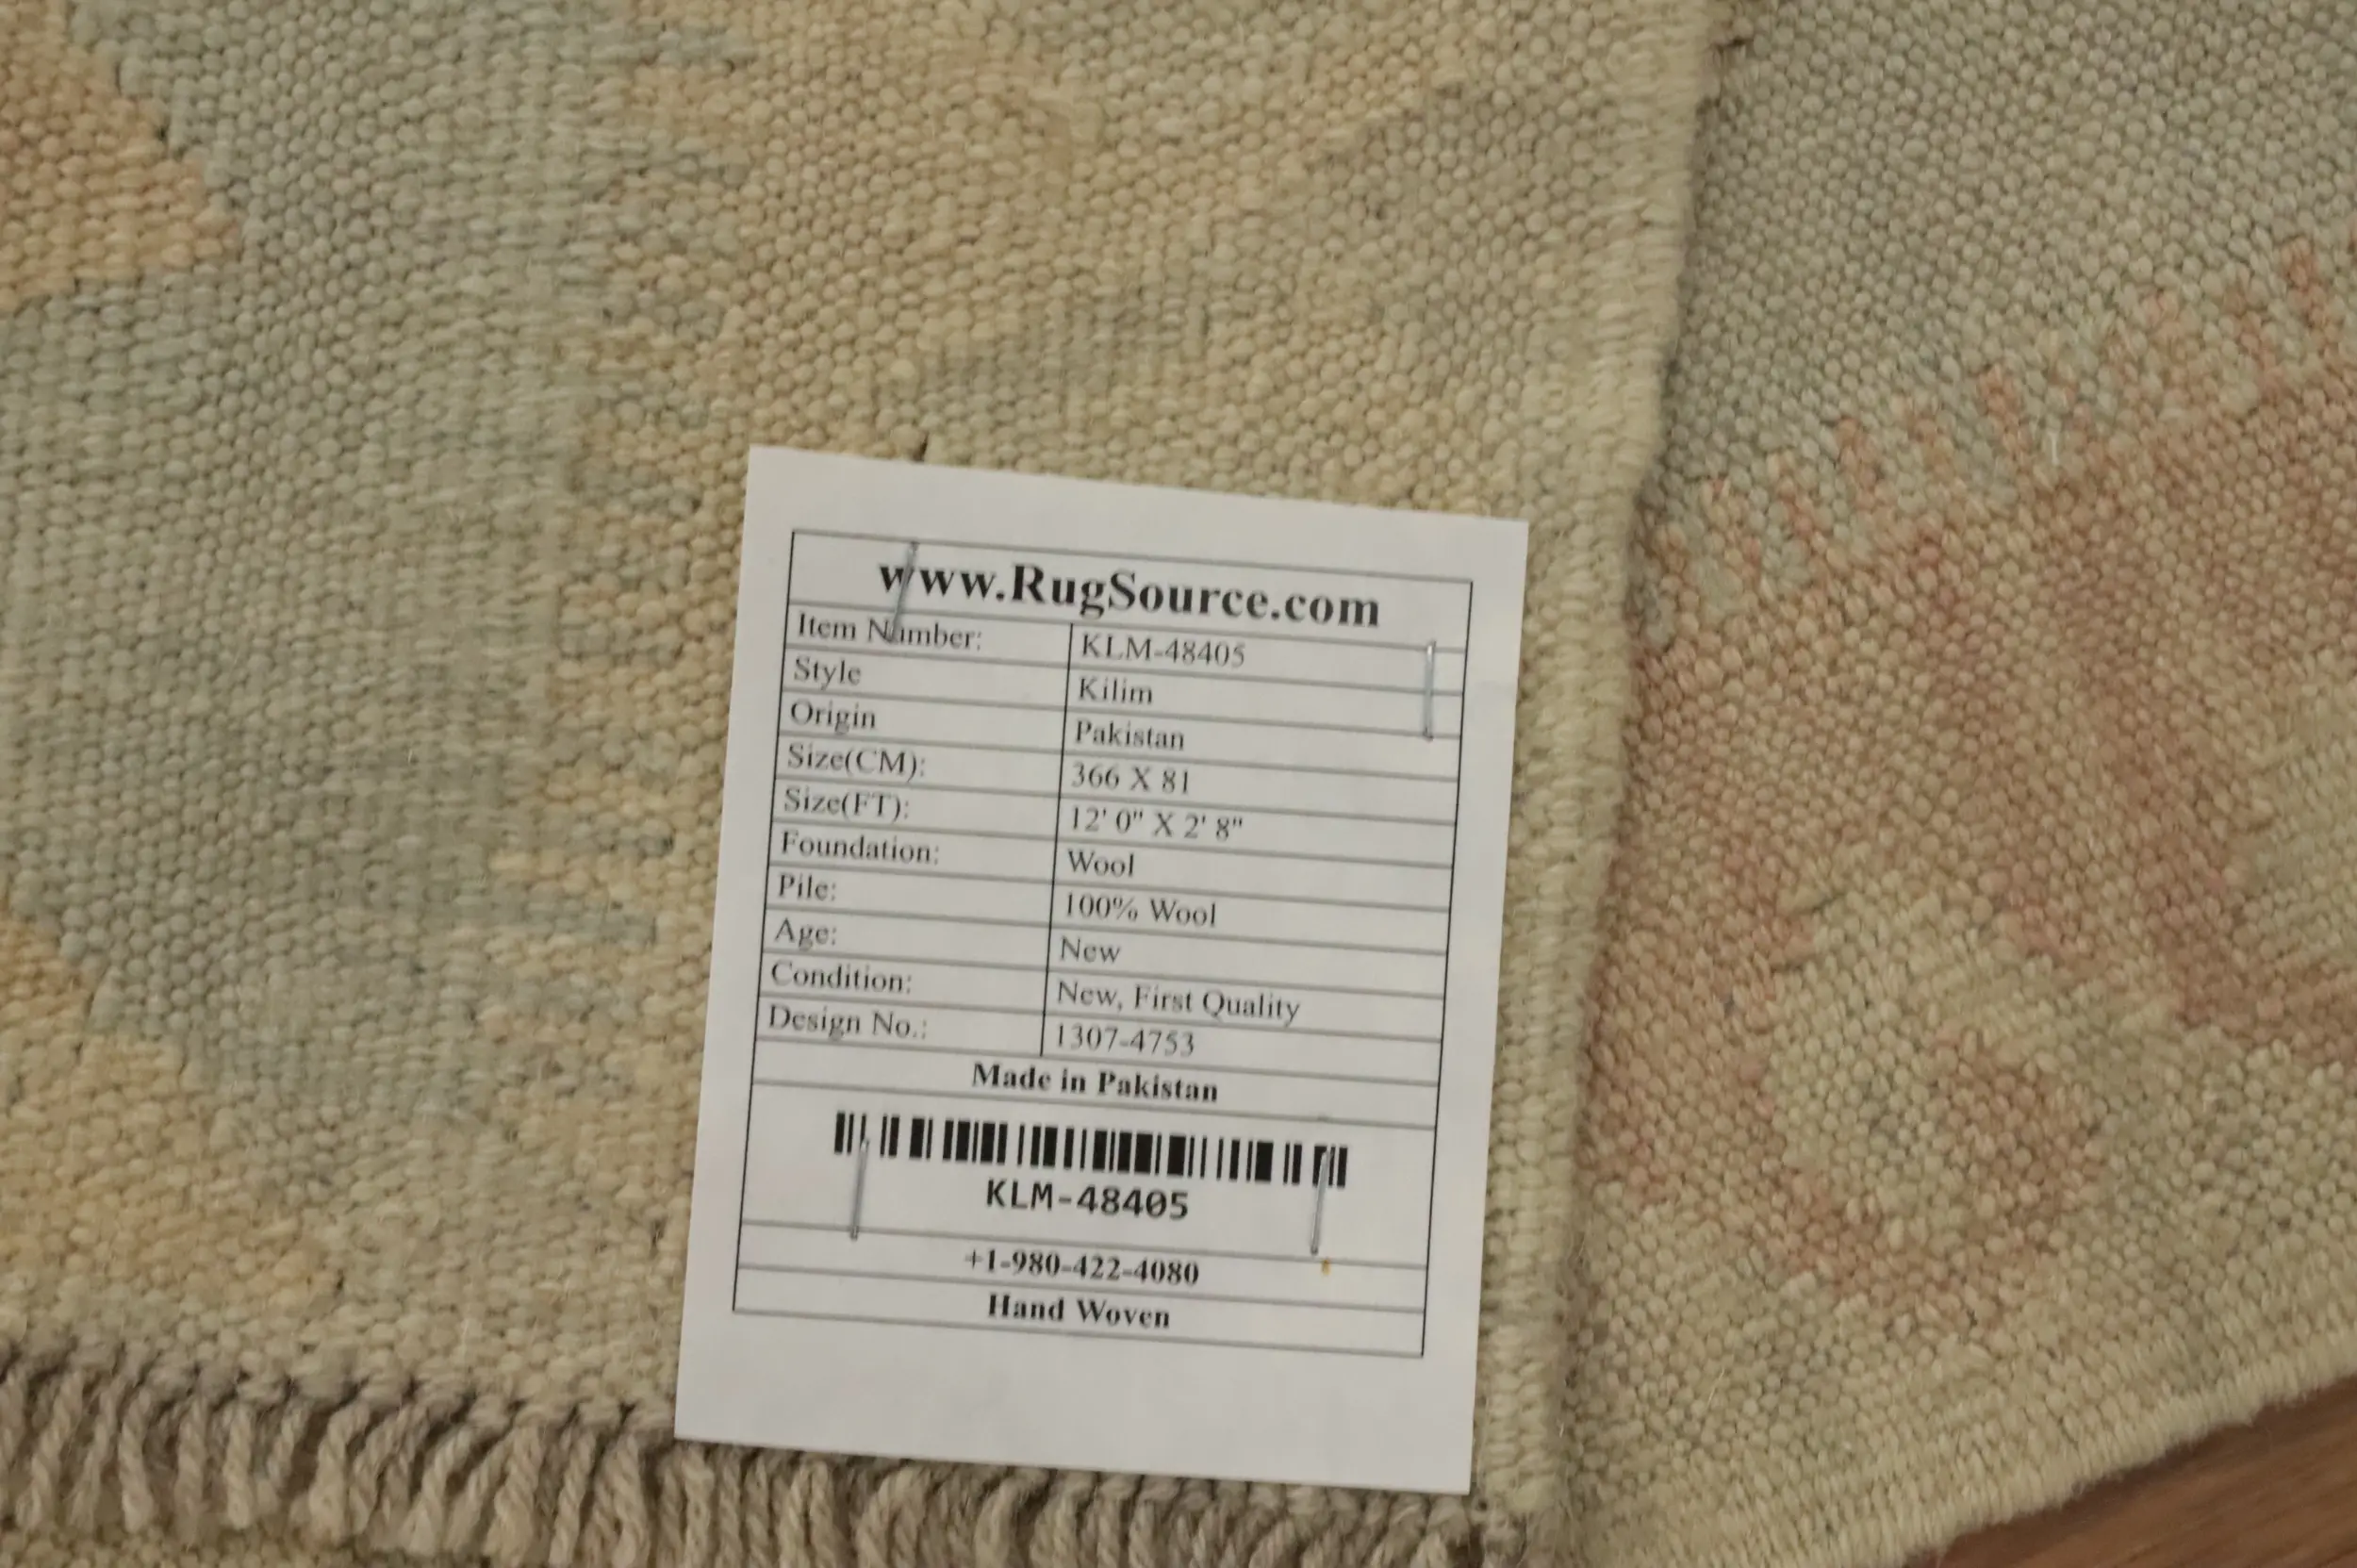 www.RugSource.com
Item Number: KLM-48405
Style Kilim
Origin Pakistan
Size(CM): 366 X 81
Size(FT): 12' 0" X 2' 8"
Foundation: Wool
Pile: 100% Wool
Age: New
Condition: New, First Quality
Design No.: 1307-4753
Made in Pakistan
KLM-48405
+1-980-422-4080
Hand Woven